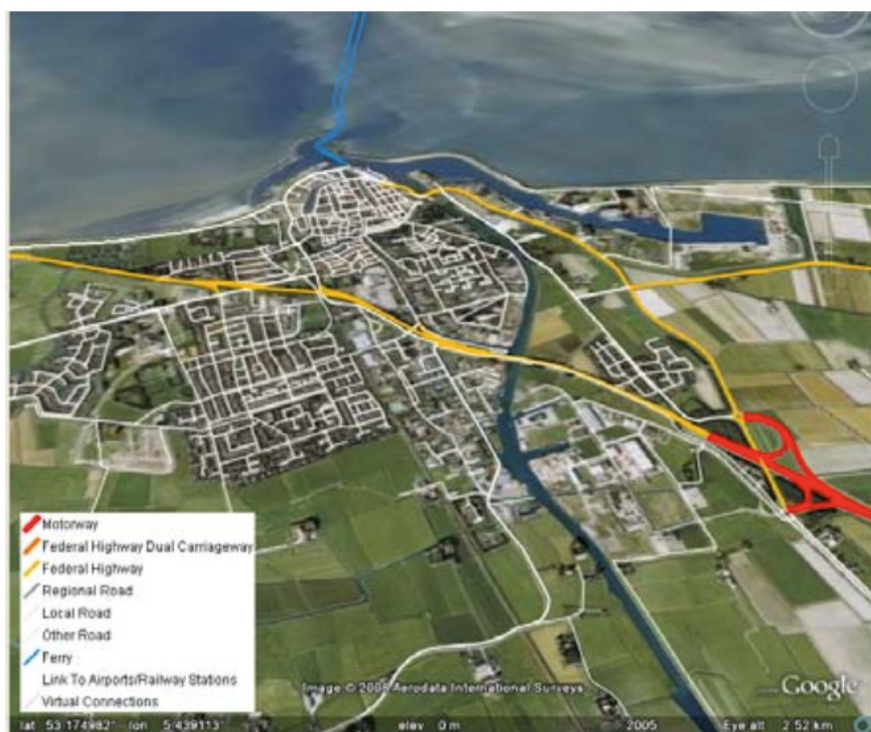 Motorway
Federal Highway Dual Carriageway
Federal Highway
Regional Road
Local Road
Other Road
Ferry
Link To Airports/Railway Stations
Virtual Connections
Image © 2008 Aerodata International Surveys
Google
lat 53.174982° lon 5.439113° elev 0 m 2005 Eye alt 2.52 km